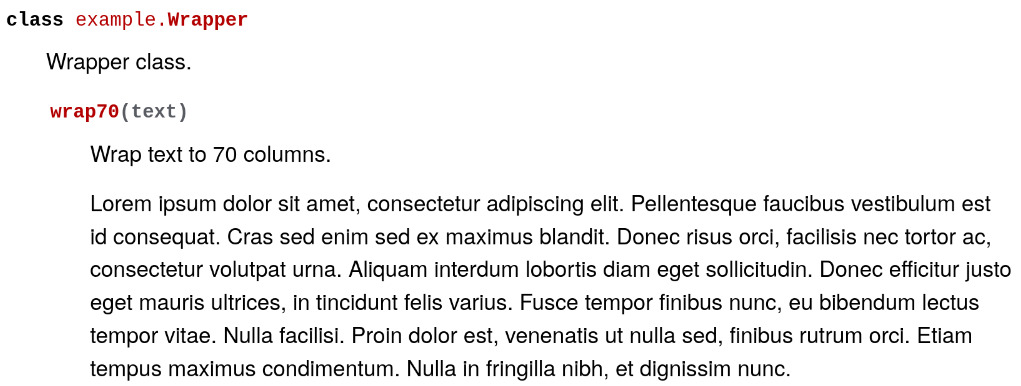 class example.Wrapper
Wrapper class.
wrap70(text)
Wrap text to 70 columns.
Lorem ipsum dolor sit amet, consectetur adipiscing elit. Pellentesque faucibus vestibulum est
id consequat. Cras sed enim sed ex maximus blandit. Donec risus orci, facilisis nec tortor ac,
consectetur volutpat urna. Aliquam interdum lobortis diam eget sollicitudin. Donec efficitur justo
eget mauris ultrices, in tincidunt felis varius. Fusce tempor finibus nunc, eu bibendum lectus
tempor vitae. Nulla facilisi. Proin dolor est, venenatis ut nulla sed, finibus rutrum orci. Etiam
tempus maximus condimentum. Nulla in fringilla nibh, et dignissim nunc.